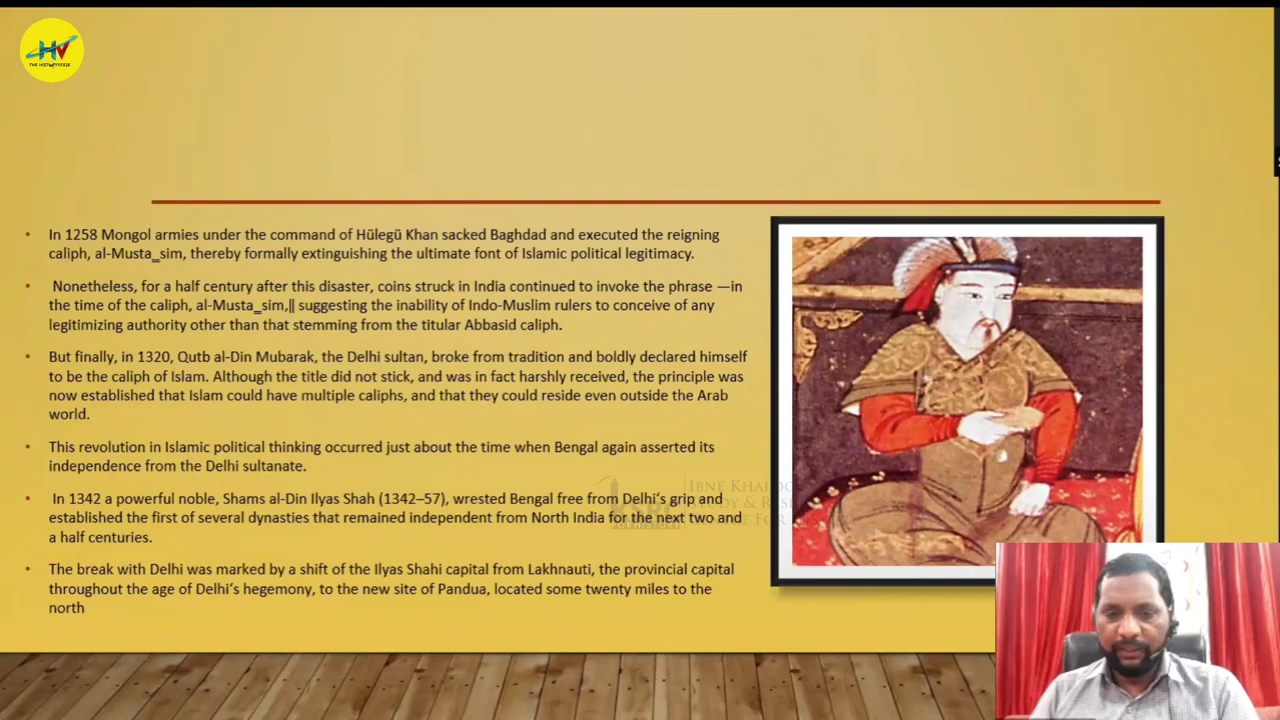 HV
THE HISTORYVERSE
• In 1258 Mongol armies under the command of Hülegü Khan sacked Baghdad and executed the reigning
caliph, al-Musta‗sim, thereby formally extinguishing the ultimate font of Islamic political legitimacy.
• Nonetheless, for a half century after this disaster, coins struck in India continued to invoke the phrase ―in
the time of the caliph, al-Musta‗sim,‖ suggesting the inability of Indo-Muslim rulers to conceive of any
legitimizing authority other than that stemming from the titular Abbasid caliph.
• But finally, in 1320, Qutb al-Din Mubarak, the Delhi sultan, broke from tradition and boldly declared himself
to be the caliph of Islam. Although the title did not stick, and was in fact harshly received, the principle was
now established that Islam could have multiple caliphs, and that they could reside even outside the Arab
world.
• This revolution in Islamic political thinking occurred just about the time when Bengal again asserted its
independence from the Delhi sultanate.
• In 1342 a powerful noble, Shams al-Din Ilyas Shah (1342–57), wrested Bengal free from Delhi‘s grip and
established the first of several dynasties that remained independent from North India for the next two and
a half centuries.
• The break with Delhi was marked by a shift of the Ilyas Shahi capital from Lakhnauti, the provincial capital
throughout the age of Delhi‘s hegemony, to the new site of Pandua, located some twenty miles to the
north
IBNE KHALD
STUDY & RES